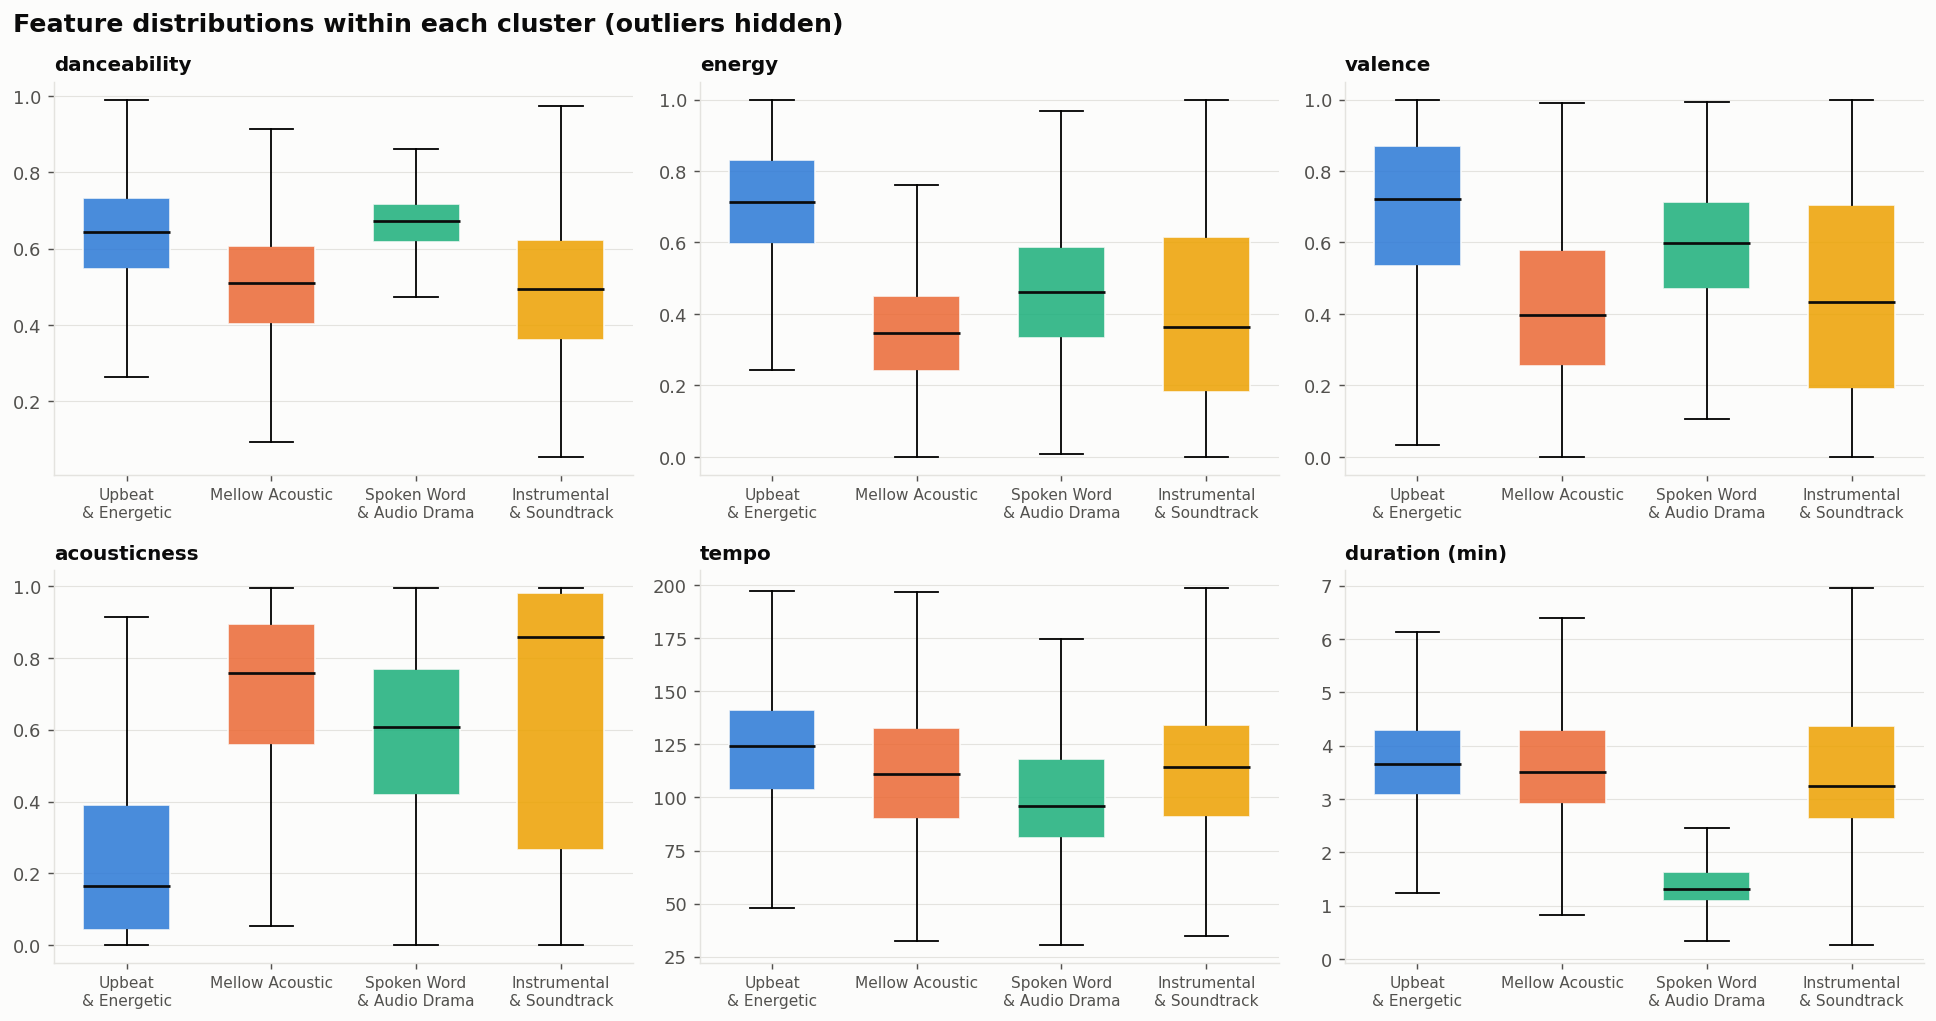 Feature distributions within each cluster (outliers hidden)
danceability
1.0
0.8
0.6
0.4
0.2
Upbeat
& Energetic
Mellow Acoustic
Spoken Word
& Audio Drama
Instrumental
& Soundtrack
energy
1.0
0.8
0.6
0.4
0.2
0.0
Upbeat
& Energetic
Mellow Acoustic
Spoken Word
& Audio Drama
Instrumental
& Soundtrack
valence
1.0
0.8
0.6
0.4
0.2
0.0
Upbeat
& Energetic
Mellow Acoustic
Spoken Word
& Audio Drama
Instrumental
& Soundtrack
acousticness
1.0
0.8
0.6
0.4
0.2
0.0
Upbeat
& Energetic
Mellow Acoustic
Spoken Word
& Audio Drama
Instrumental
& Soundtrack
tempo
200
175
150
125
100
75
50
25
Upbeat
& Energetic
Mellow Acoustic
Spoken Word
& Audio Drama
Instrumental
& Soundtrack
duration (min)
7
6
5
4
3
2
1
0
Upbeat
& Energetic
Mellow Acoustic
Spoken Word
& Audio Drama
Instrumental
& Soundtrack